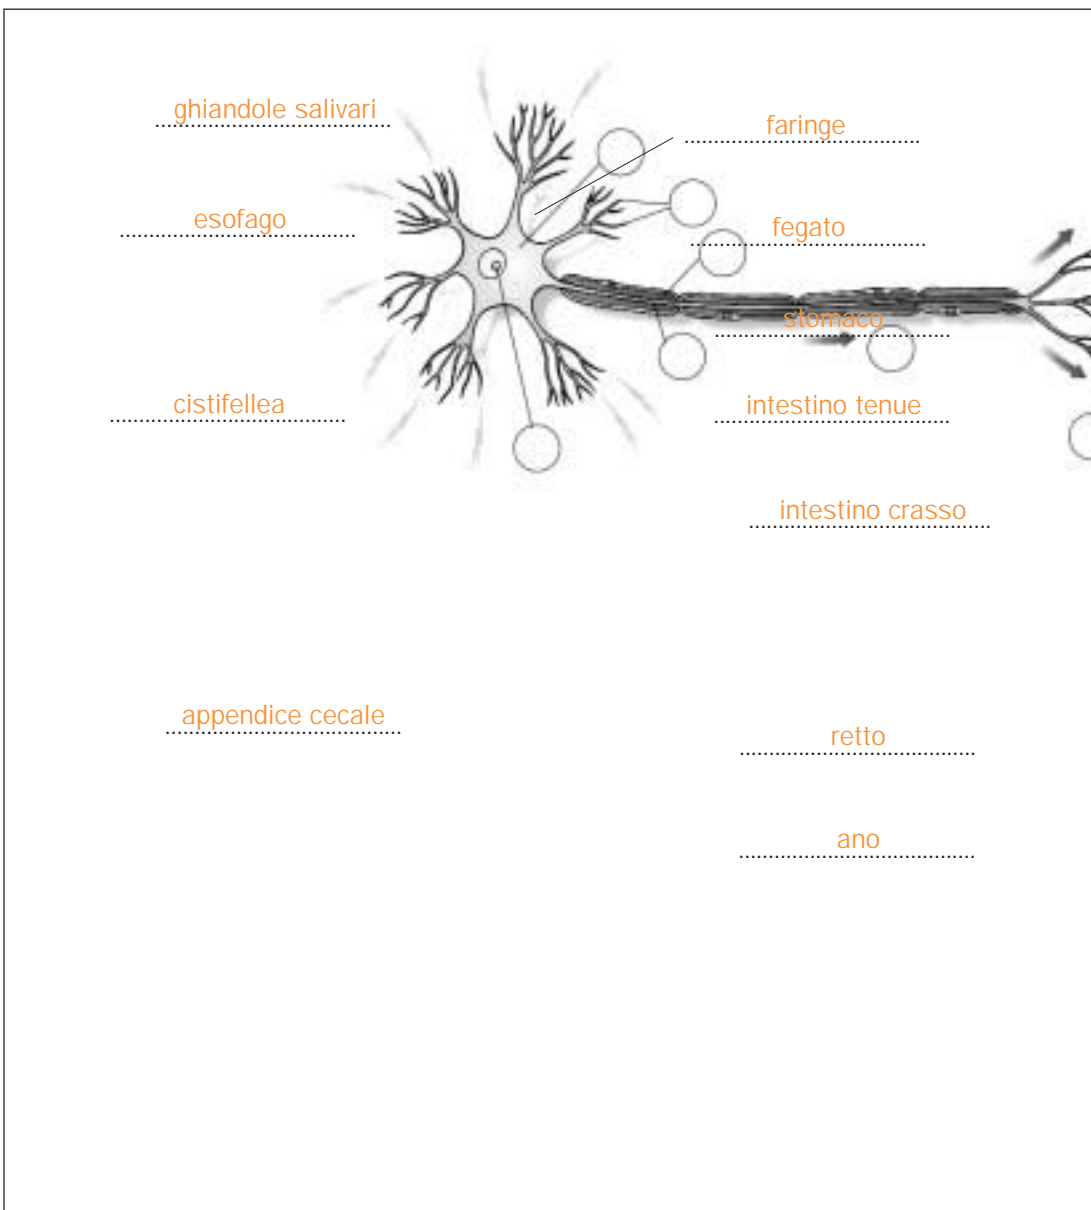 ghiandole salivari
faringe
esofago
fegato
stomaco
cistifellea
intestino tenue
intestino crasso
appendice cecale
retto
ano